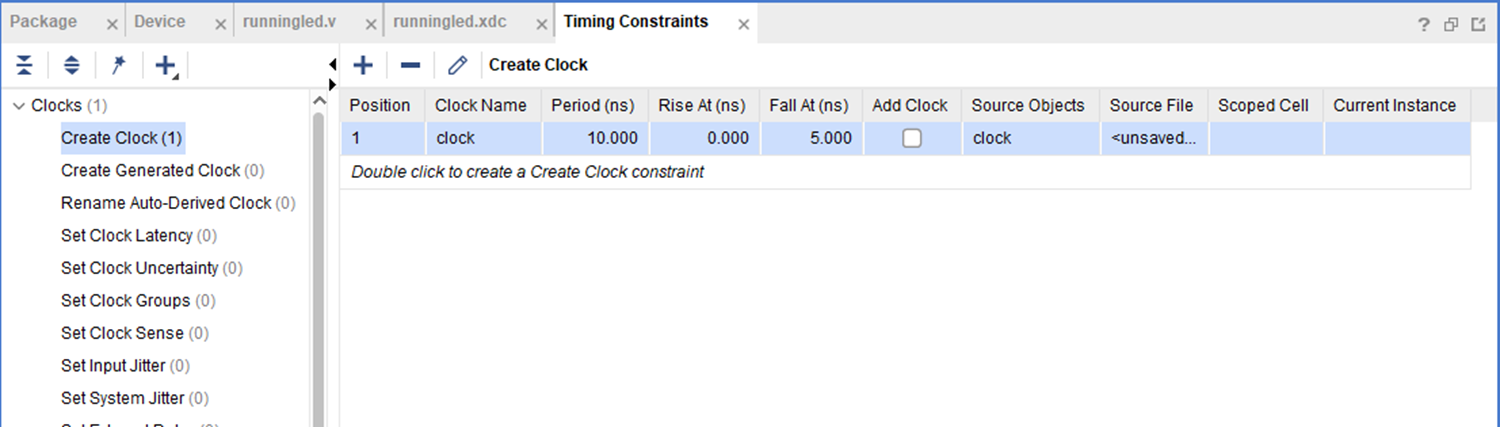 Package Device runningled.v runningled.xdc Timing Constraints ?
Create Clock
Clocks (1)
Create Clock (1)
Create Generated Clock (0)
Rename Auto-Derived Clock (0)
Set Clock Latency (0)
Set Clock Uncertainty (0)
Set Clock Groups (0)
Set Clock Sense (0)
Set Input Jitter (0)
Set System Jitter (0)
Position Clock Name Period (ns) Rise At (ns) Fall At (ns) Add Clock Source Objects Source File Scoped Cell Current Instance
1 clock 10.000 0.000 5.000 clock <unsaved...
Double click to create a Create Clock constraint